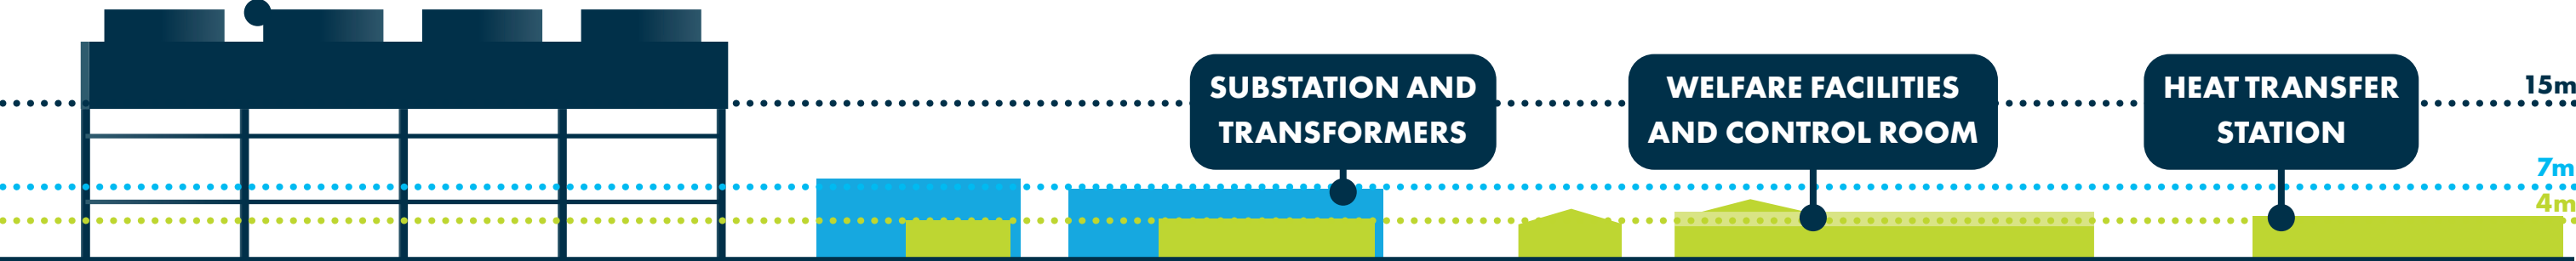 SUBSTATION AND
TRANSFORMERS
WELFARE FACILITIES
AND CONTROL ROOM
HEAT TRANSFER
STATION
15m
7m
4m